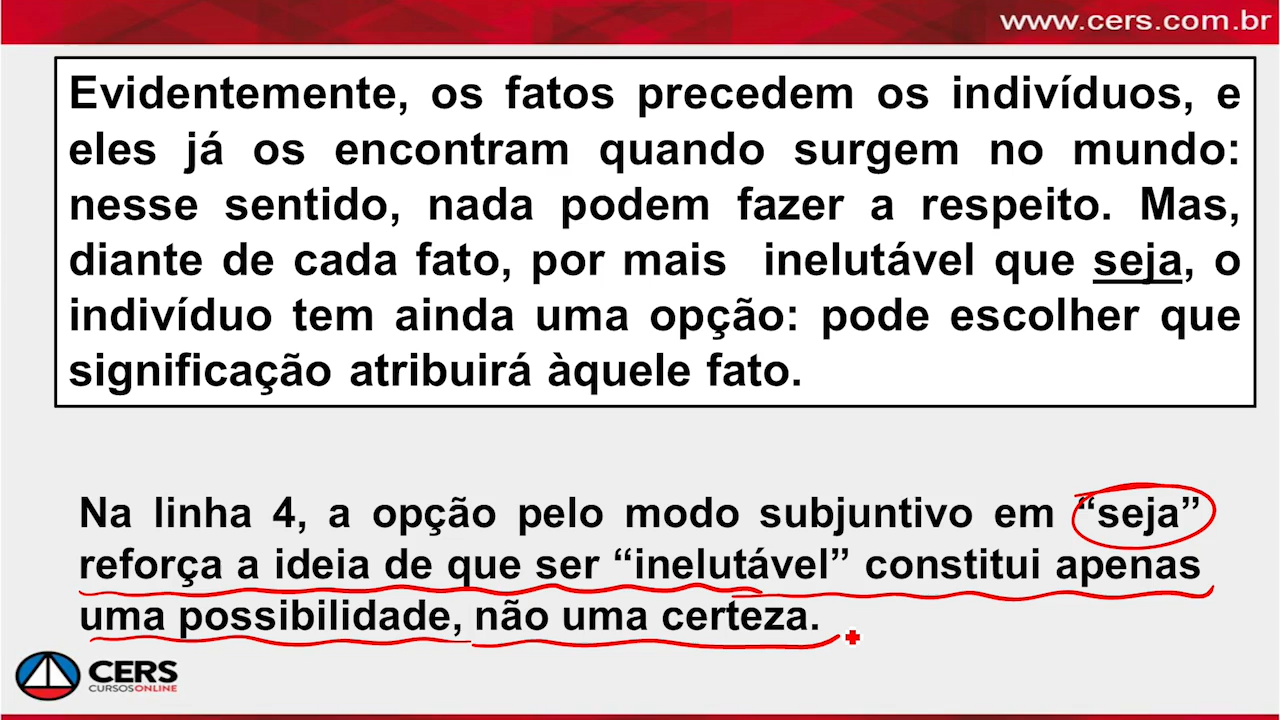 www.cers.com.br
Evidentemente, os fatos precedem os indivíduos, e
eles já os encontram quando surgem no mundo:
nesse sentido, nada podem fazer a respeito. Mas,
diante de cada fato, por mais inelutável que seja, o
indivíduo tem ainda uma opção: pode escolher que
significação atribuirá àquele fato.
Na linha 4, a opção pelo modo subjuntivo em “seja”
reforça a ideia de que ser “inelutável” constitui apenas
uma possibilidade, não uma certeza.
CERS
CURSOSONLINE